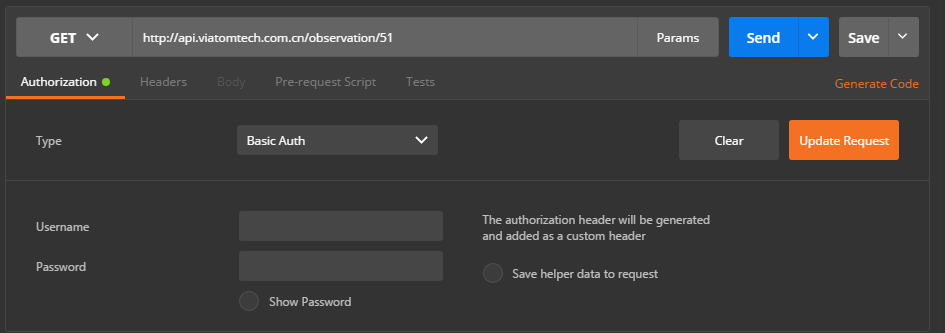 GET http://api.viatomtech.com.cn/observation/51 Params Send Save
Authorization Headers Body Pre-request Script Tests Generate Code
Type Basic Auth Clear Update Request
Username
Password
Show Password
The authorization header will be generated
and added as a custom header
Save helper data to request